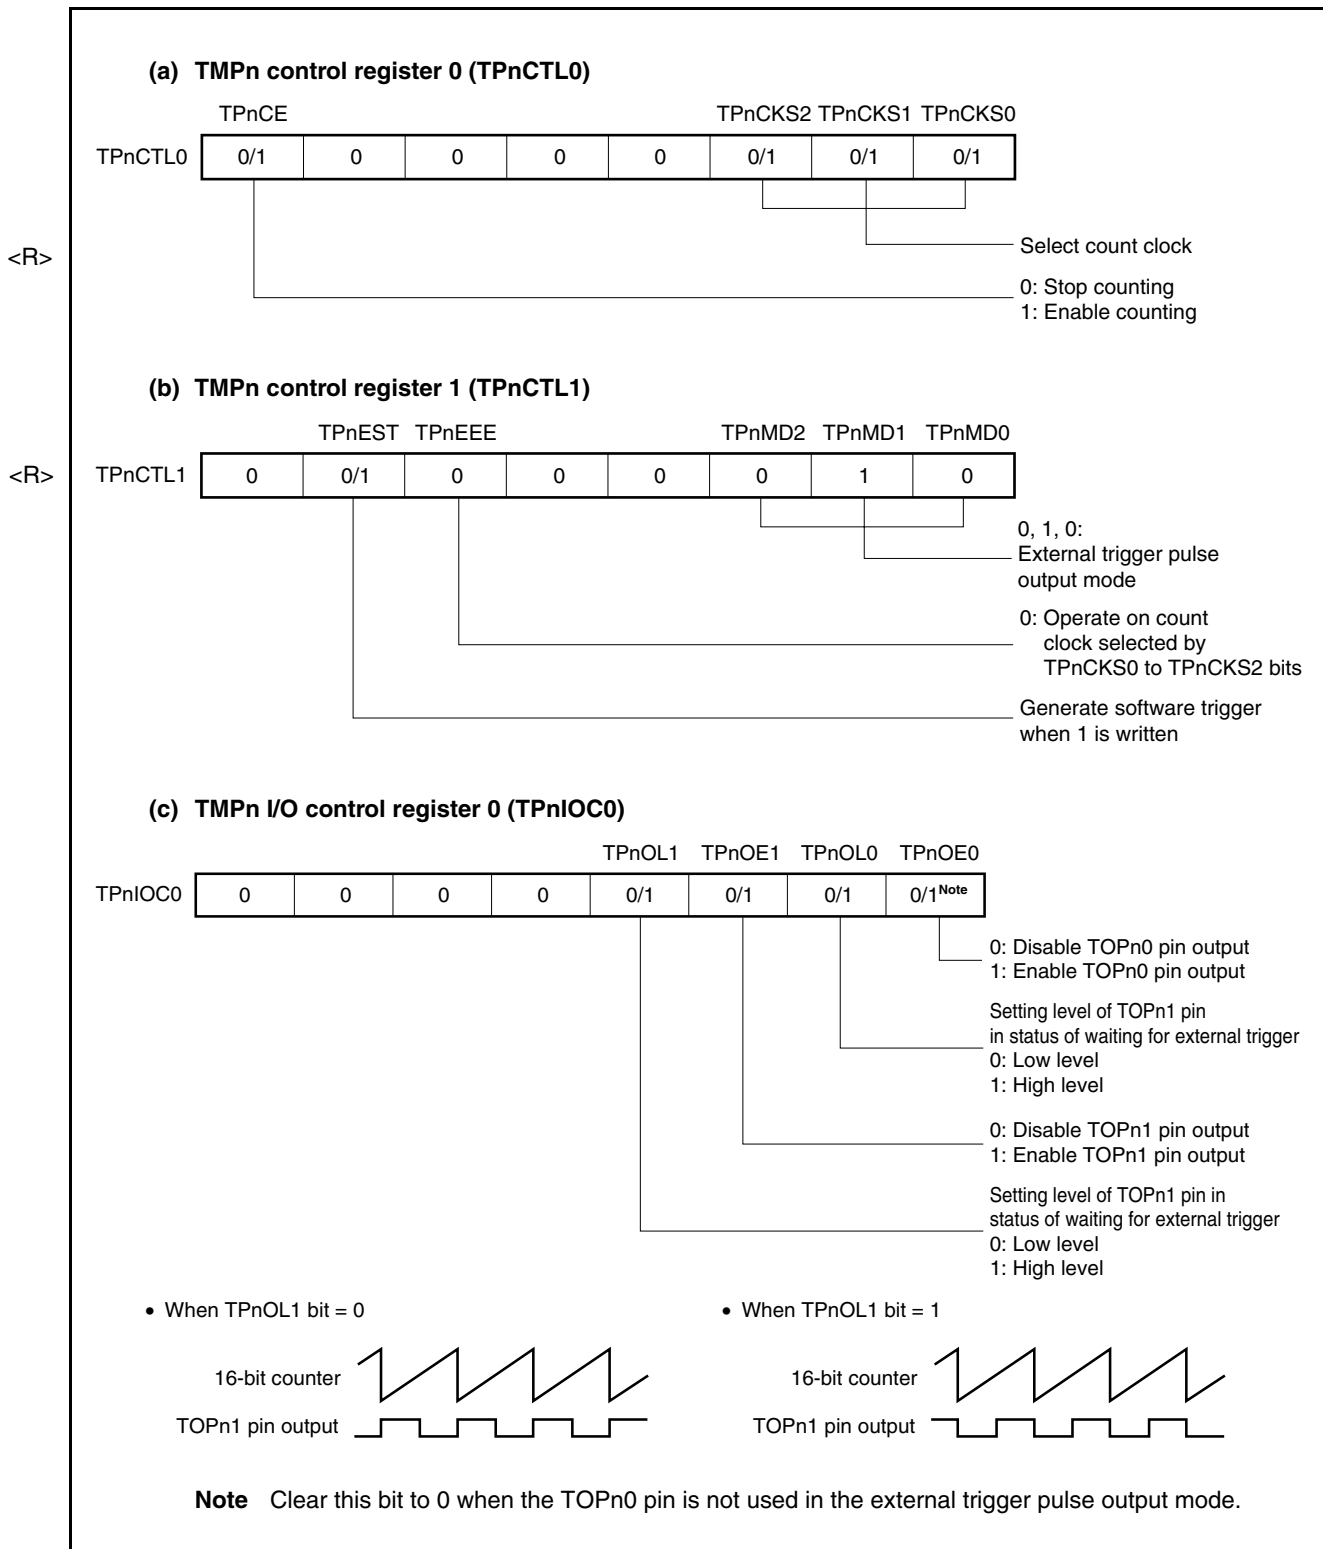 (a) TMPn control register 0 (TPnCTL0)
TPnCE TPnCKS2 TPnCKS1 TPnCKS0
TPnCTL0 0/1 0 0 0 0 0/1 0/1 0/1
Select count clock
<R>
0: Stop counting
1: Enable counting
(b) TMPn control register 1 (TPnCTL1)
TPnEST TPnEEE TPnMD2 TPnMD1 TPnMD0
<R> TPnCTL1 0 0/1 0 0 0 0 1 0
0, 1, 0:
External trigger pulse
output mode
0: Operate on count
clock selected by
TPnCKS0 to TPnCKS2 bits
Generate software trigger
when 1 is written
(c) TMPn I/O control register 0 (TPnIOC0)
TPnOL1 TPnOE1 TPnOL0 TPnOE0
TPnIOC0 0 0 0 0 0/1 0/1 0/1 0/1Note
0: Disable TOPn0 pin output
1: Enable TOPn0 pin output
Setting level of TOPn1 pin
in status of waiting for external trigger
0: Low level
1: High level
0: Disable TOPn1 pin output
1: Enable TOPn1 pin output
Setting level of TOPn1 pin in
status of waiting for external trigger
0: Low level
1: High level
• When TPnOL1 bit = 0 • When TPnOL1 bit = 1
16-bit counter 16-bit counter
TOPn1 pin output TOPn1 pin output
Note Clear this bit to 0 when the TOPn0 pin is not used in the external trigger pulse output mode.